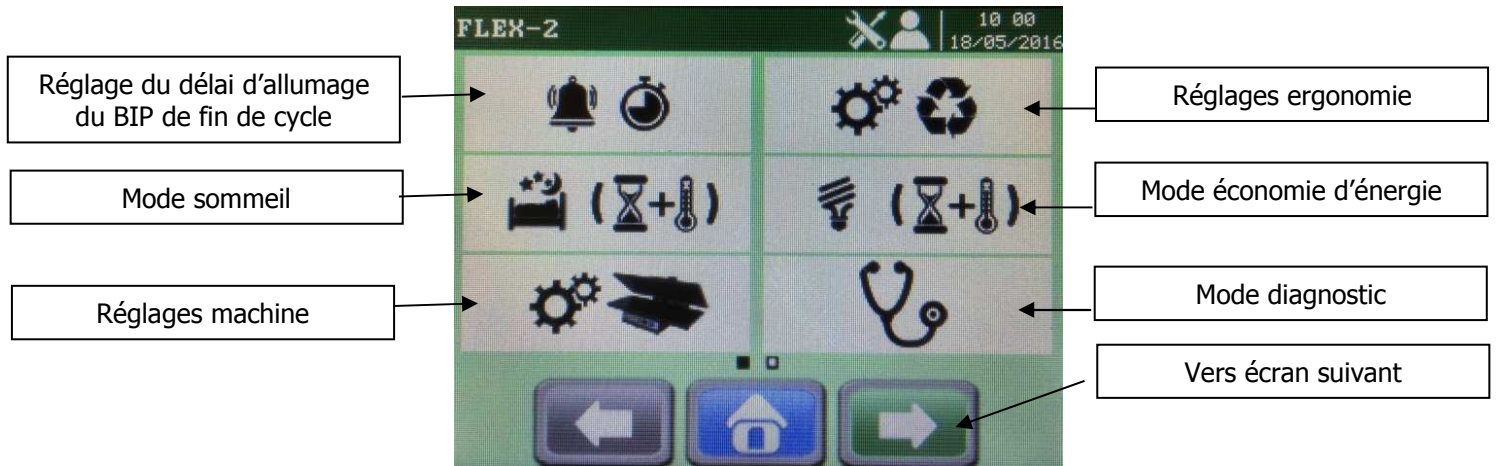 FLEX-2
10 00
18/05/2016
Réglage du délai d'allumage
du BIP de fin de cycle
Réglages ergonomie
Mode sommeil
( + )
Mode économie d'énergie
( + )
Réglages machine
Mode diagnostic
Vers écran suivant